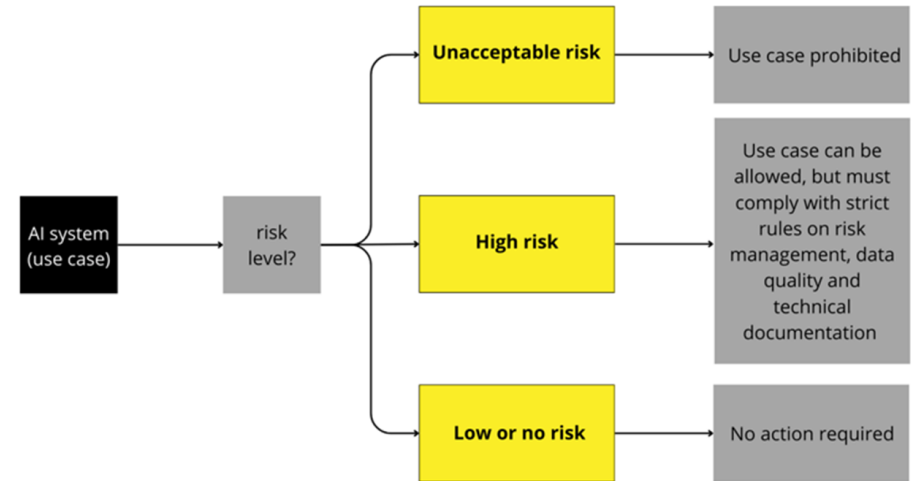 Unacceptable risk
Use case prohibited
AI system
(use case)
risk
level?
High risk
Use case can be
allowed, but must
comply with strict
rules on risk
management, data
quality and
technical
documentation
Low or no risk
No action required